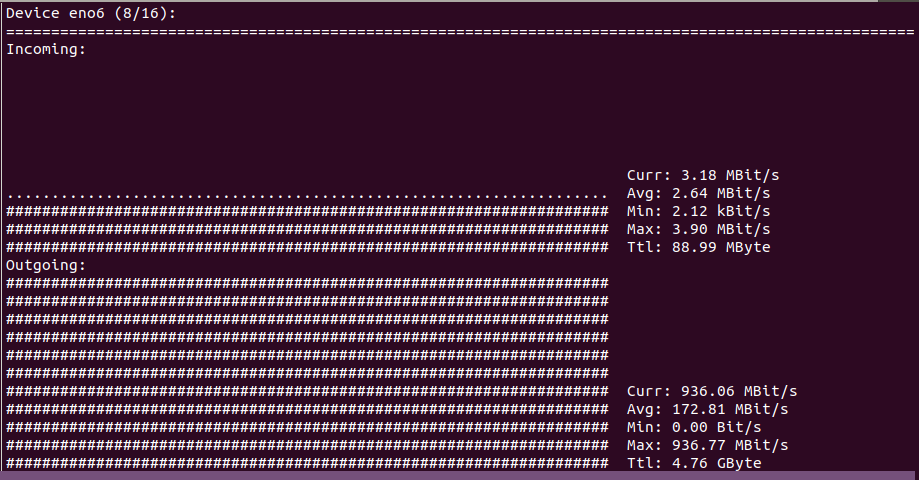 Device eno6 (8/16):
=====================================================================================================
Incoming:
Curr: 3.18 MBit/s
................................................................... Avg: 2.64 MBit/s
################################################################### Min: 2.12 kBit/s
################################################################### Max: 3.90 MBit/s
################################################################### Ttl: 88.99 MByte
Outgoing:
###################################################################
###################################################################
###################################################################
###################################################################
###################################################################
###################################################################
################################################################### Curr: 936.06 MBit/s
################################################################### Avg: 172.81 MBit/s
################################################################### Min: 0.00 Bit/s
################################################################### Max: 936.77 MBit/s
################################################################### Ttl: 4.76 GByte